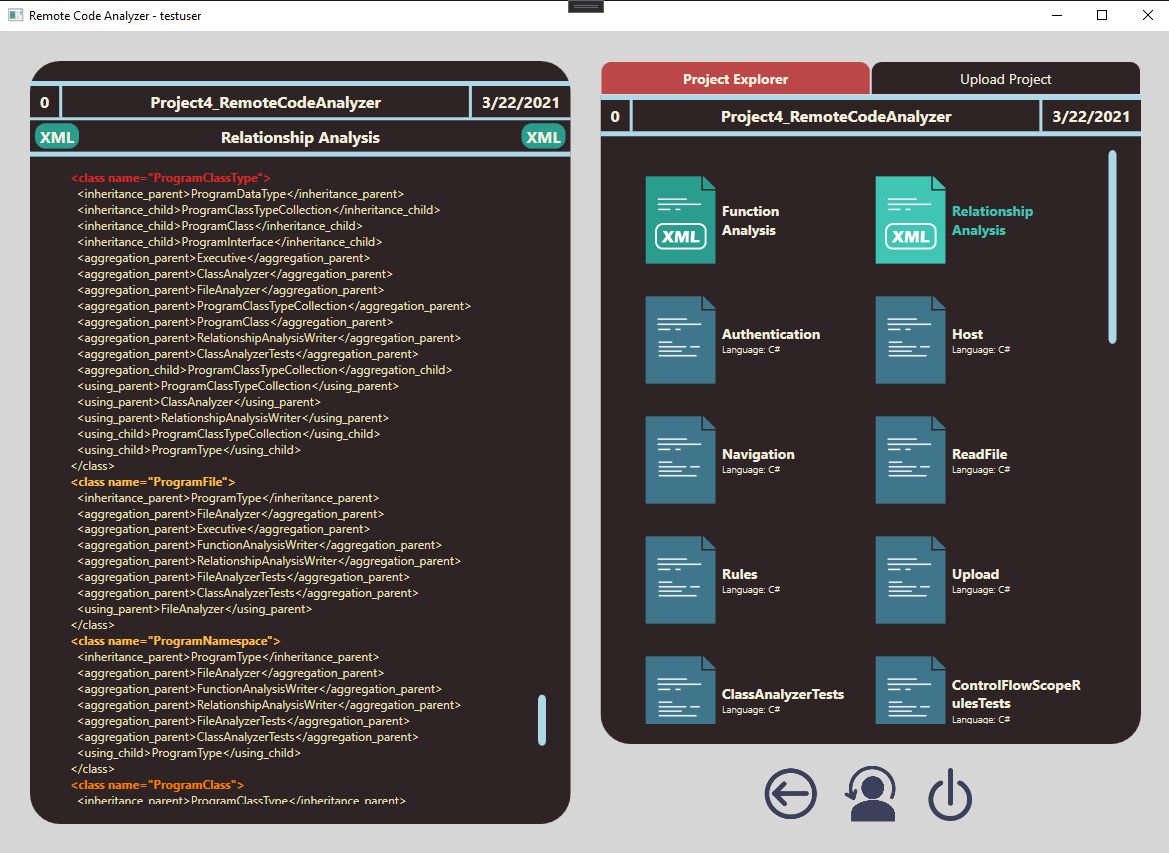 Remote Code Analyzer - testuser
0 Project4_RemoteCodeAnalyzer 3/22/2021
XML Relationship Analysis XML
<class name="ProgramClassType">
<inheritance_parent>ProgramDataType</inheritance_parent>
<inheritance_child>ProgramClassTypeCollection</inheritance_child>
<inheritance_child>ProgramClass</inheritance_child>
<inheritance_child>ProgramInterface</inheritance_child>
<aggregation_parent>Executive</aggregation_parent>
<aggregation_parent>ClassAnalyzer</aggregation_parent>
<aggregation_parent>FileAnalyzer</aggregation_parent>
<aggregation_parent>ProgramClassTypeCollection</aggregation_parent>
<aggregation_parent>ProgramClass</aggregation_parent>
<aggregation_parent>RelationshipAnalysisWriter</aggregation_parent>
<aggregation_parent>ClassAnalyzerTests</aggregation_parent>
<aggregation_child>ProgramClassTypeCollection</aggregation_child>
<using_parent>ProgramClassTypeCollection</using_parent>
<using_parent>ClassAnalyzer</using_parent>
<using_parent>RelationshipAnalysisWriter</using_parent>
<using_child>ProgramClassTypeCollection</using_child>
<using_child>ProgramType</using_child>
</class>
<class name="ProgramFile">
<inheritance_parent>ProgramType</inheritance_parent>
<aggregation_parent>FileAnalyzer</aggregation_parent>
<aggregation_parent>Executive</aggregation_parent>
<aggregation_parent>FunctionAnalysisWriter</aggregation_parent>
<aggregation_parent>RelationshipAnalysisWriter</aggregation_parent>
<aggregation_parent>FileAnalyzerTests</aggregation_parent>
<aggregation_parent>ClassAnalyzerTests</aggregation_parent>
<using_parent>FileAnalyzer</using_parent>
</class>
<class name="ProgramNamespace">
<inheritance_parent>ProgramType</inheritance_parent>
<aggregation_parent>FileAnalyzer</aggregation_parent>
<aggregation_parent>FunctionAnalysisWriter</aggregation_parent>
<aggregation_parent>RelationshipAnalysisWriter</aggregation_parent>
<aggregation_parent>FileAnalyzerTests</aggregation_parent>
<aggregation_parent>ClassAnalyzerTests</aggregation_parent>
<using_child>ProgramType</using_child>
</class>
<class name="ProgramClass">
<inheritance_parent>ProgramClassType</inheritance_parent>
Project Explorer
Upload Project
0 Project4_RemoteCodeAnalyzer 3/22/2021
XML
Function
Analysis
XML
Relationship
Analysis
Authentication
Language: C#
Host
Language: C#
Navigation
Language: C#
ReadFile
Language: C#
Rules
Language: C#
Upload
Language: C#
ClassAnalyzerTests
Language: C#
ControlFlowScopeR
ulesTests
Language: C#